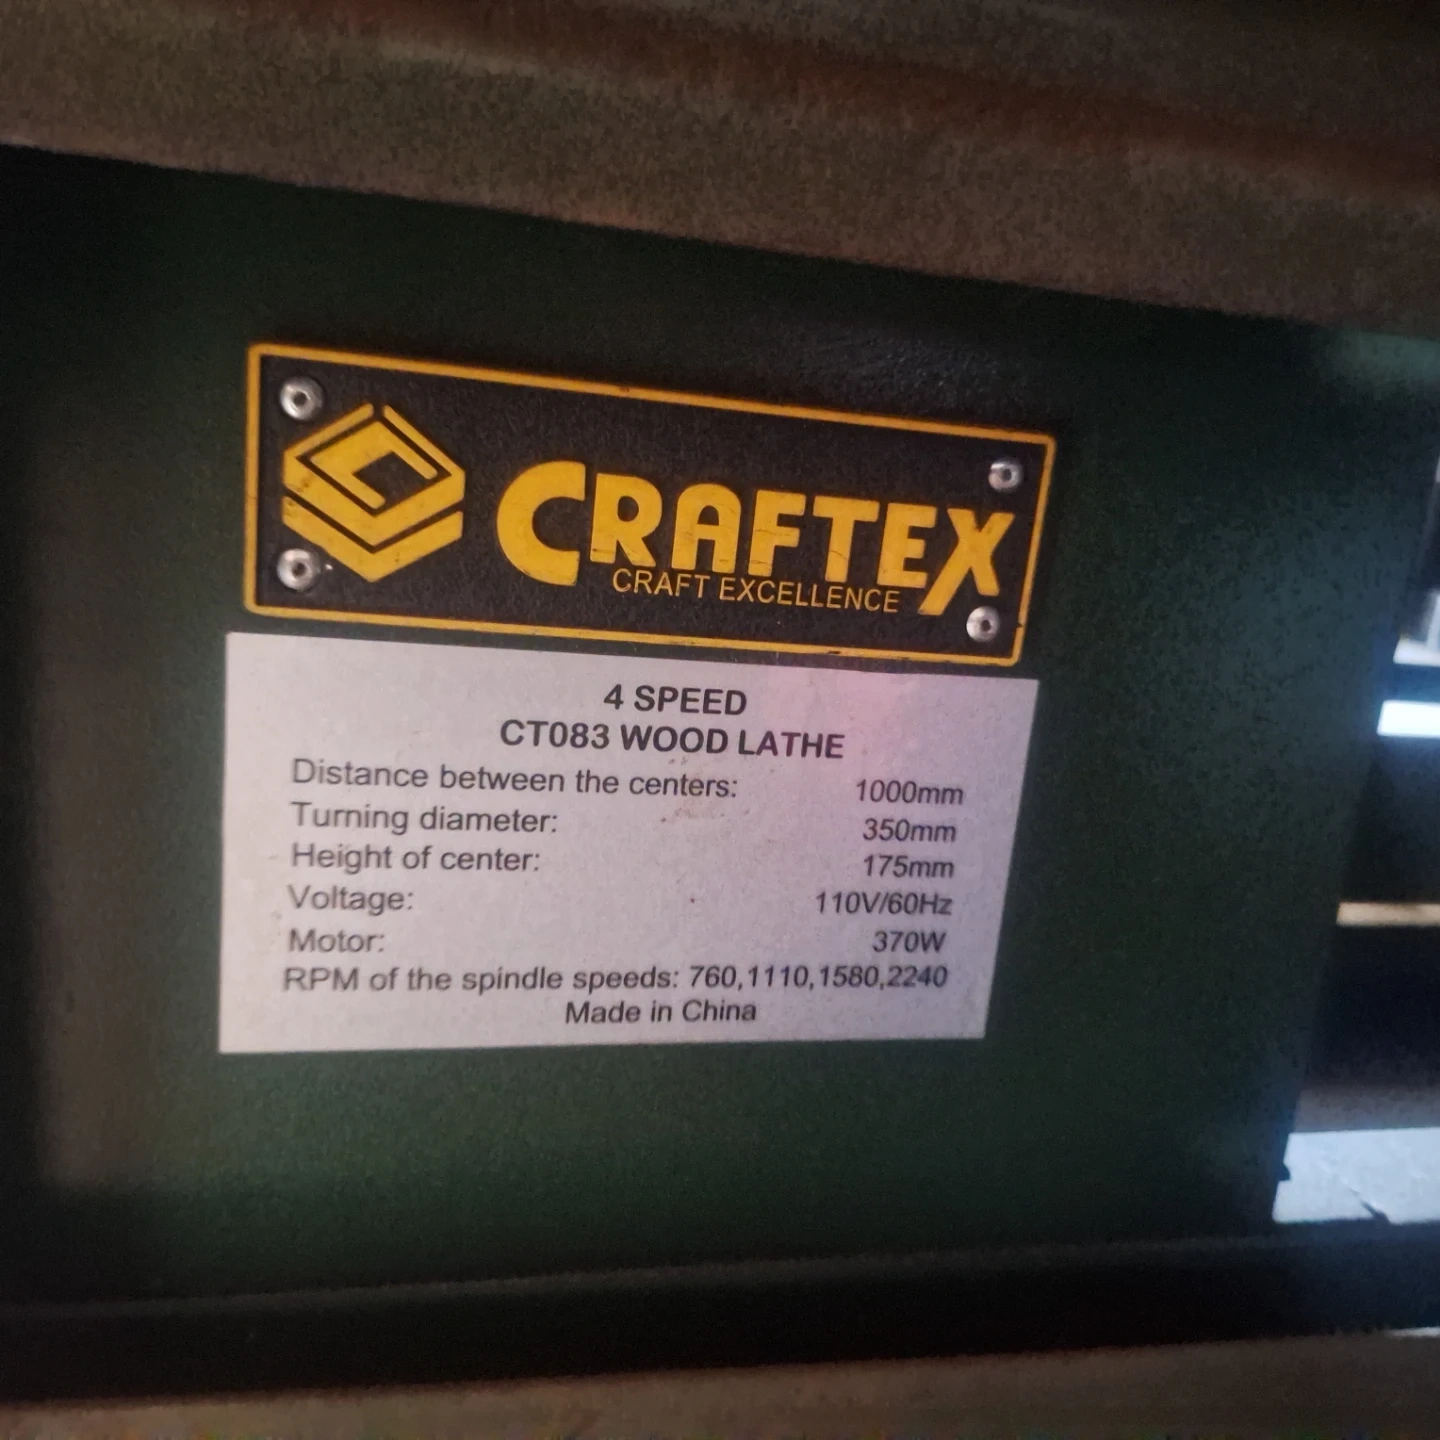 CRAFTEX
CRAFT EXCELLENCE
4 SPEED
CT083 WOOD LATHE
Distance between the centers: 1000mm
Turning diameter: 350mm
Height of center: 175mm
Voltage: 110V/60Hz
Motor: 370W
RPM of the spindle speeds: 760,1110,1580,2240
Made in China